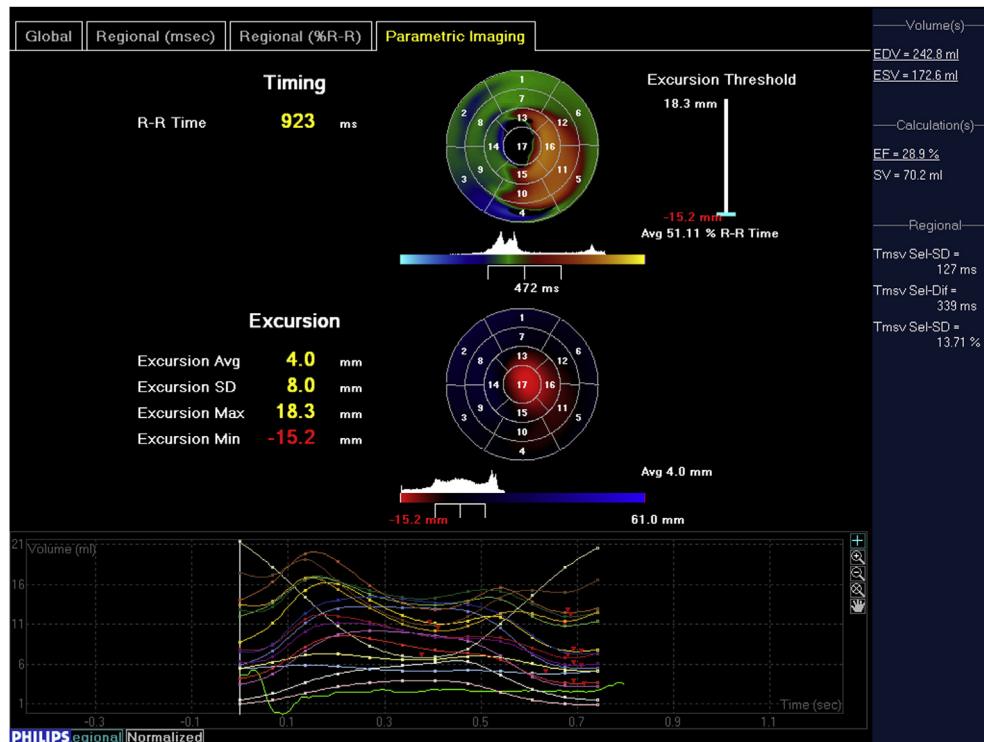 Global Regional (msec) Regional (%R-R) Parametric Imaging
Timing
R-R Time 923 ms
1
7
2 8 13 12
14 17 16
3 9 15 11 5
10
4
Excursion Threshold
18.3 mm
-15.2 mm
Avg 51.11 % R-R Time
472 ms
Excursion
Excursion Avg 4.0 mm
Excursion SD 8.0 mm
Excursion Max 18.3 mm
Excursion Min -15.2 mm
1
7
2 8 13 12 6
14 17 16
3 9 15 11 5
10
4
Avg 4.0 mm
-15.2 mm 61.0 mm
Volume(s)
EDV = 242.8 ml
ESV = 172.6 ml
Calculation(s)
EF = 28.9 %
SV = 70.2 ml
Regional
Tmsv Sel-SD =
127 ms
Tmsv Sel-Dif =
339 ms
Tmsv Sel-SD =
13.71 %
21 Volume (ml)
16
11
6
1
Time (sec)
-0.3 -0.1 0.1 0.3 0.5 0.7 0.9 1.1
PHILIPS egional Normalized